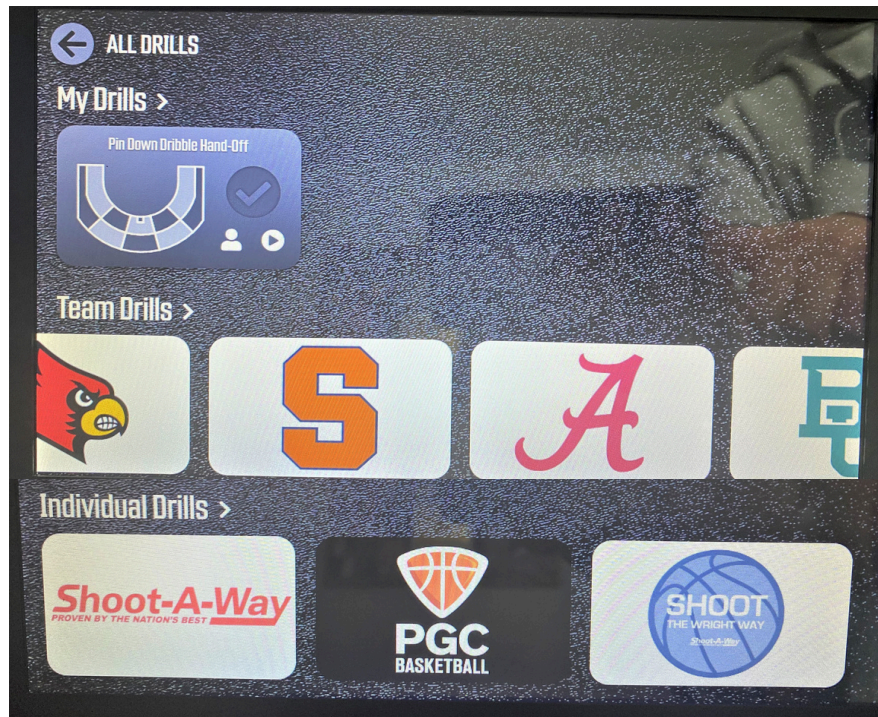 ALL DRILLS
My Drills >
Pin Down Dribble Hand-Off
Team Drills >
S
A
Individual Drills >
Shoot-A-Way
PROVEN BY THE NATION'S BEST
PGC
BASKETBALL
SHOOT
THE WRIGHT WAY
Shoot-A-Way